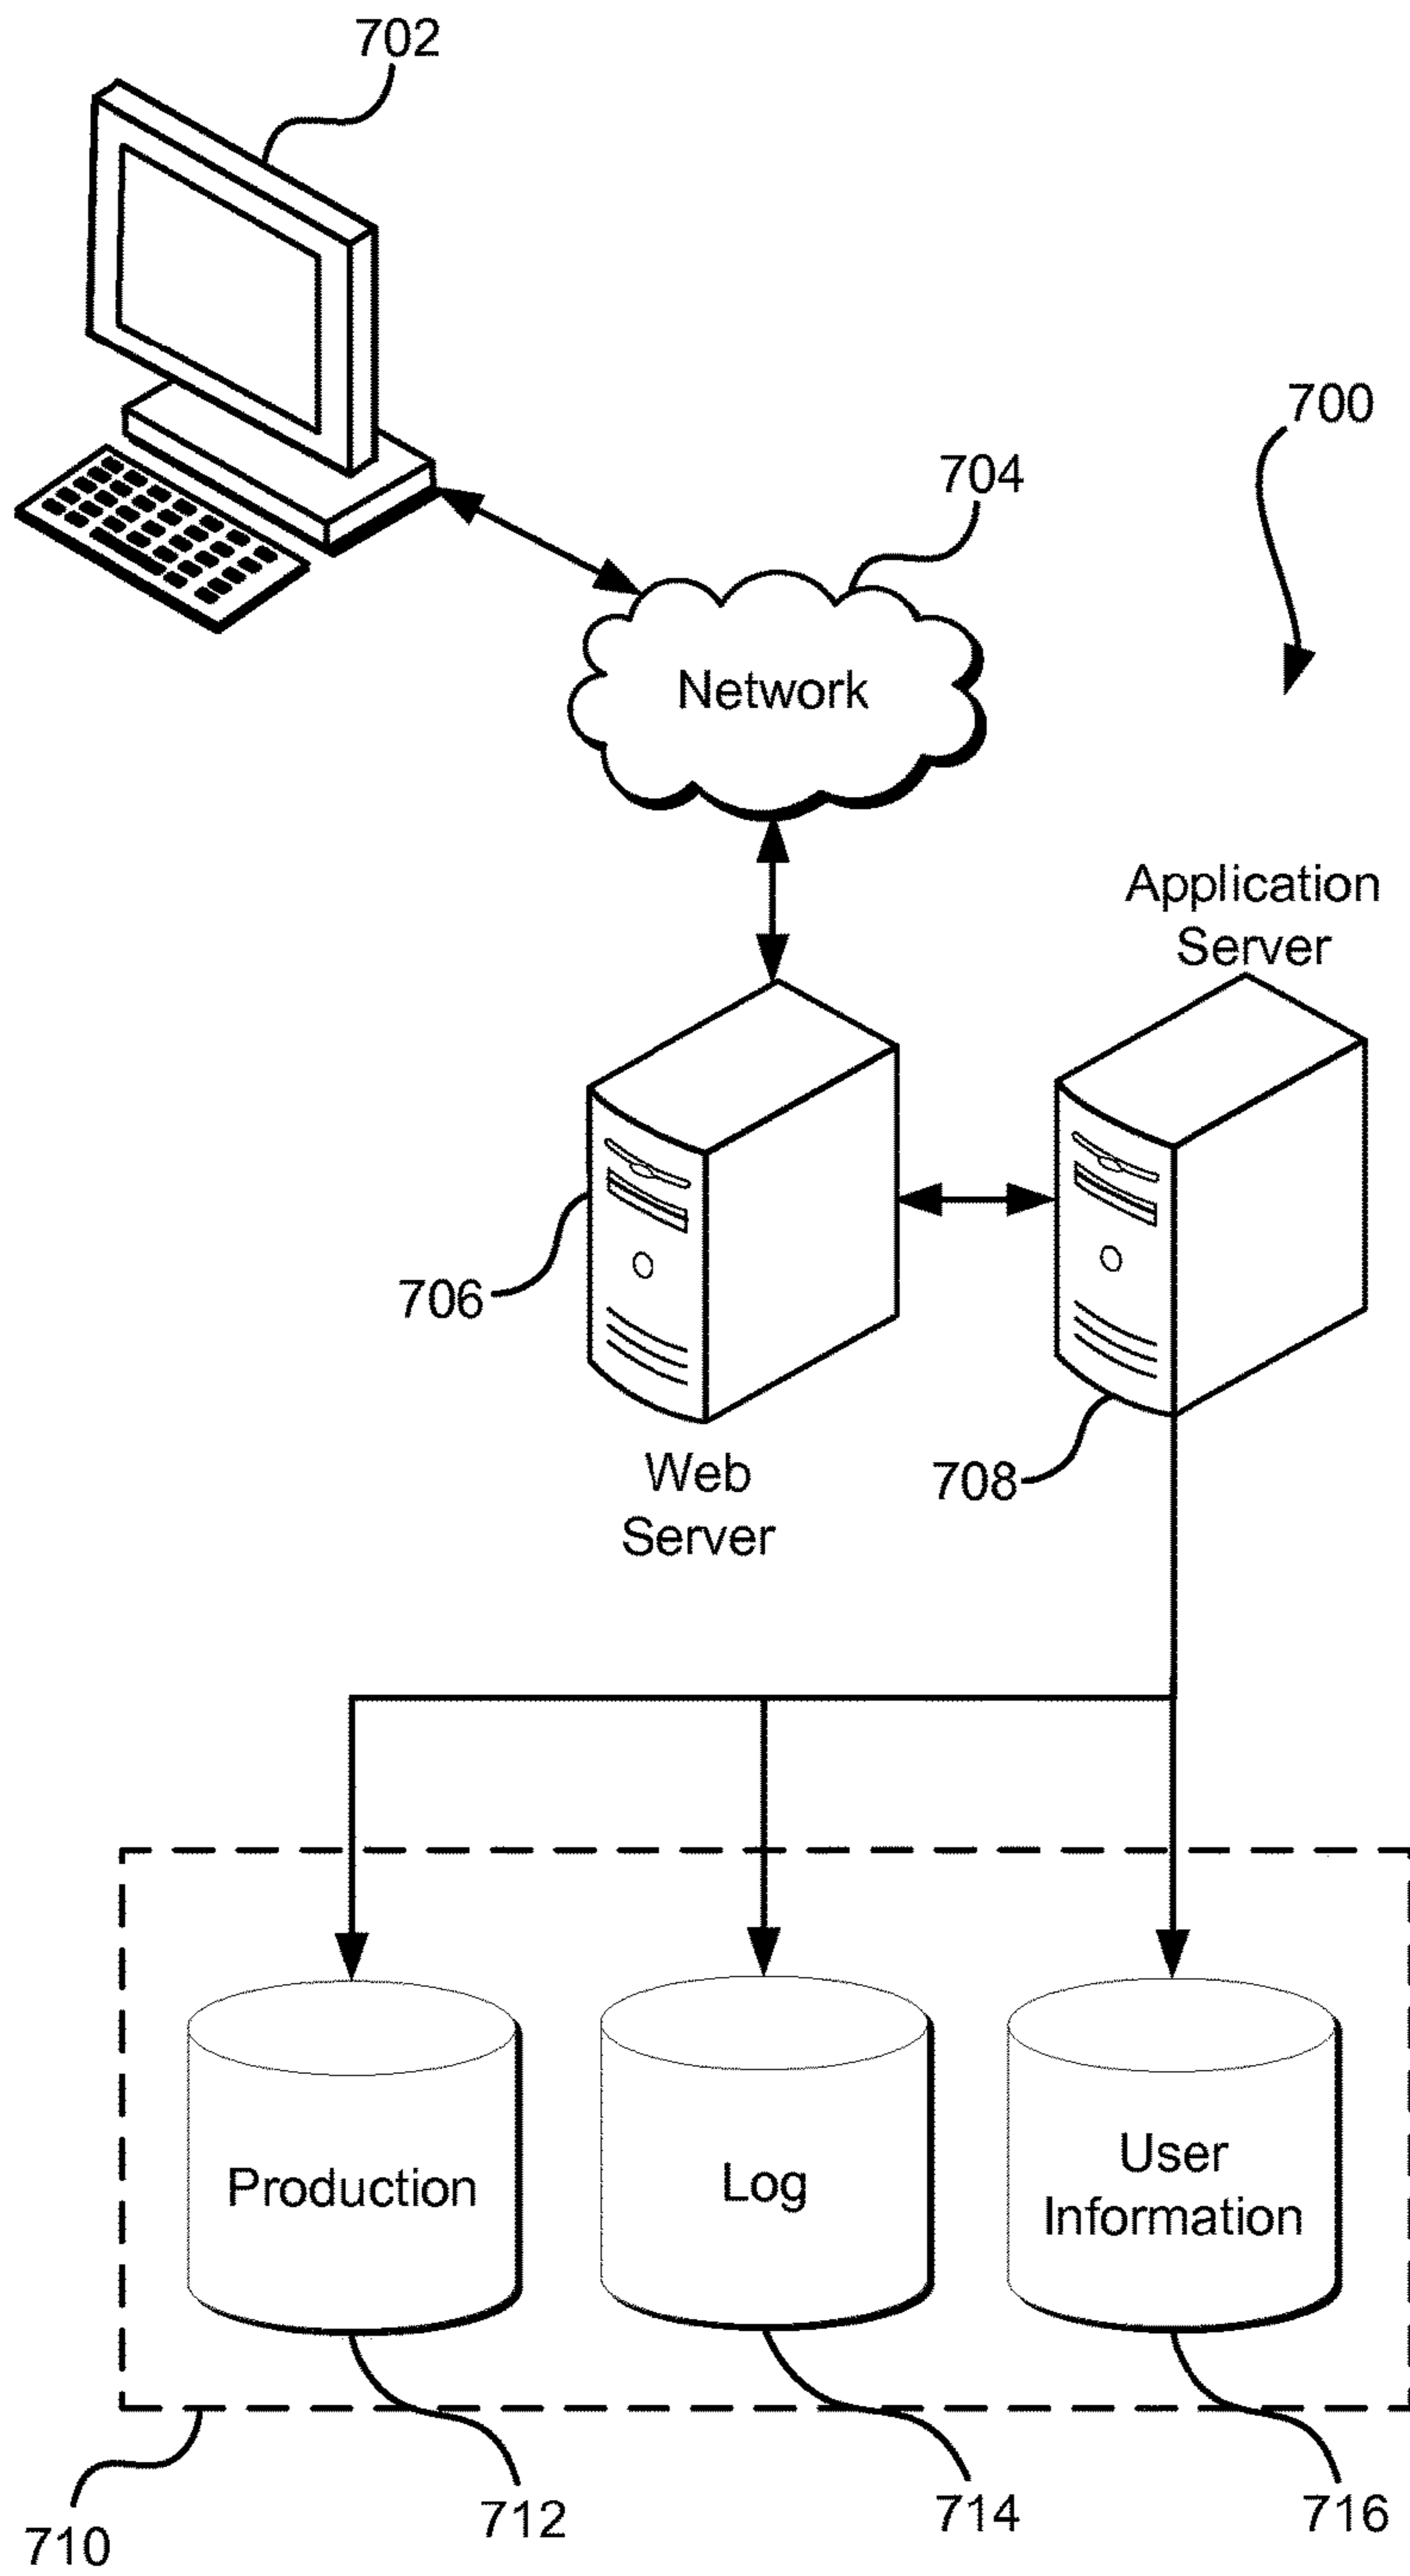 702
700
704
Network
Application
Server
706
708
Web
Server
Production
Log
User
Information
710
712
714
716